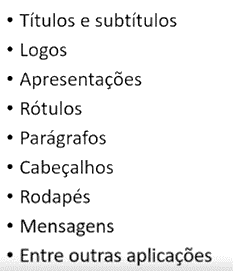 • Títulos e subtítulos
• Logos
• Apresentações
• Rótulos
• Parágrafos
• Cabeçalhos
• Rodapés
• Mensagens
• Entre outras aplicações